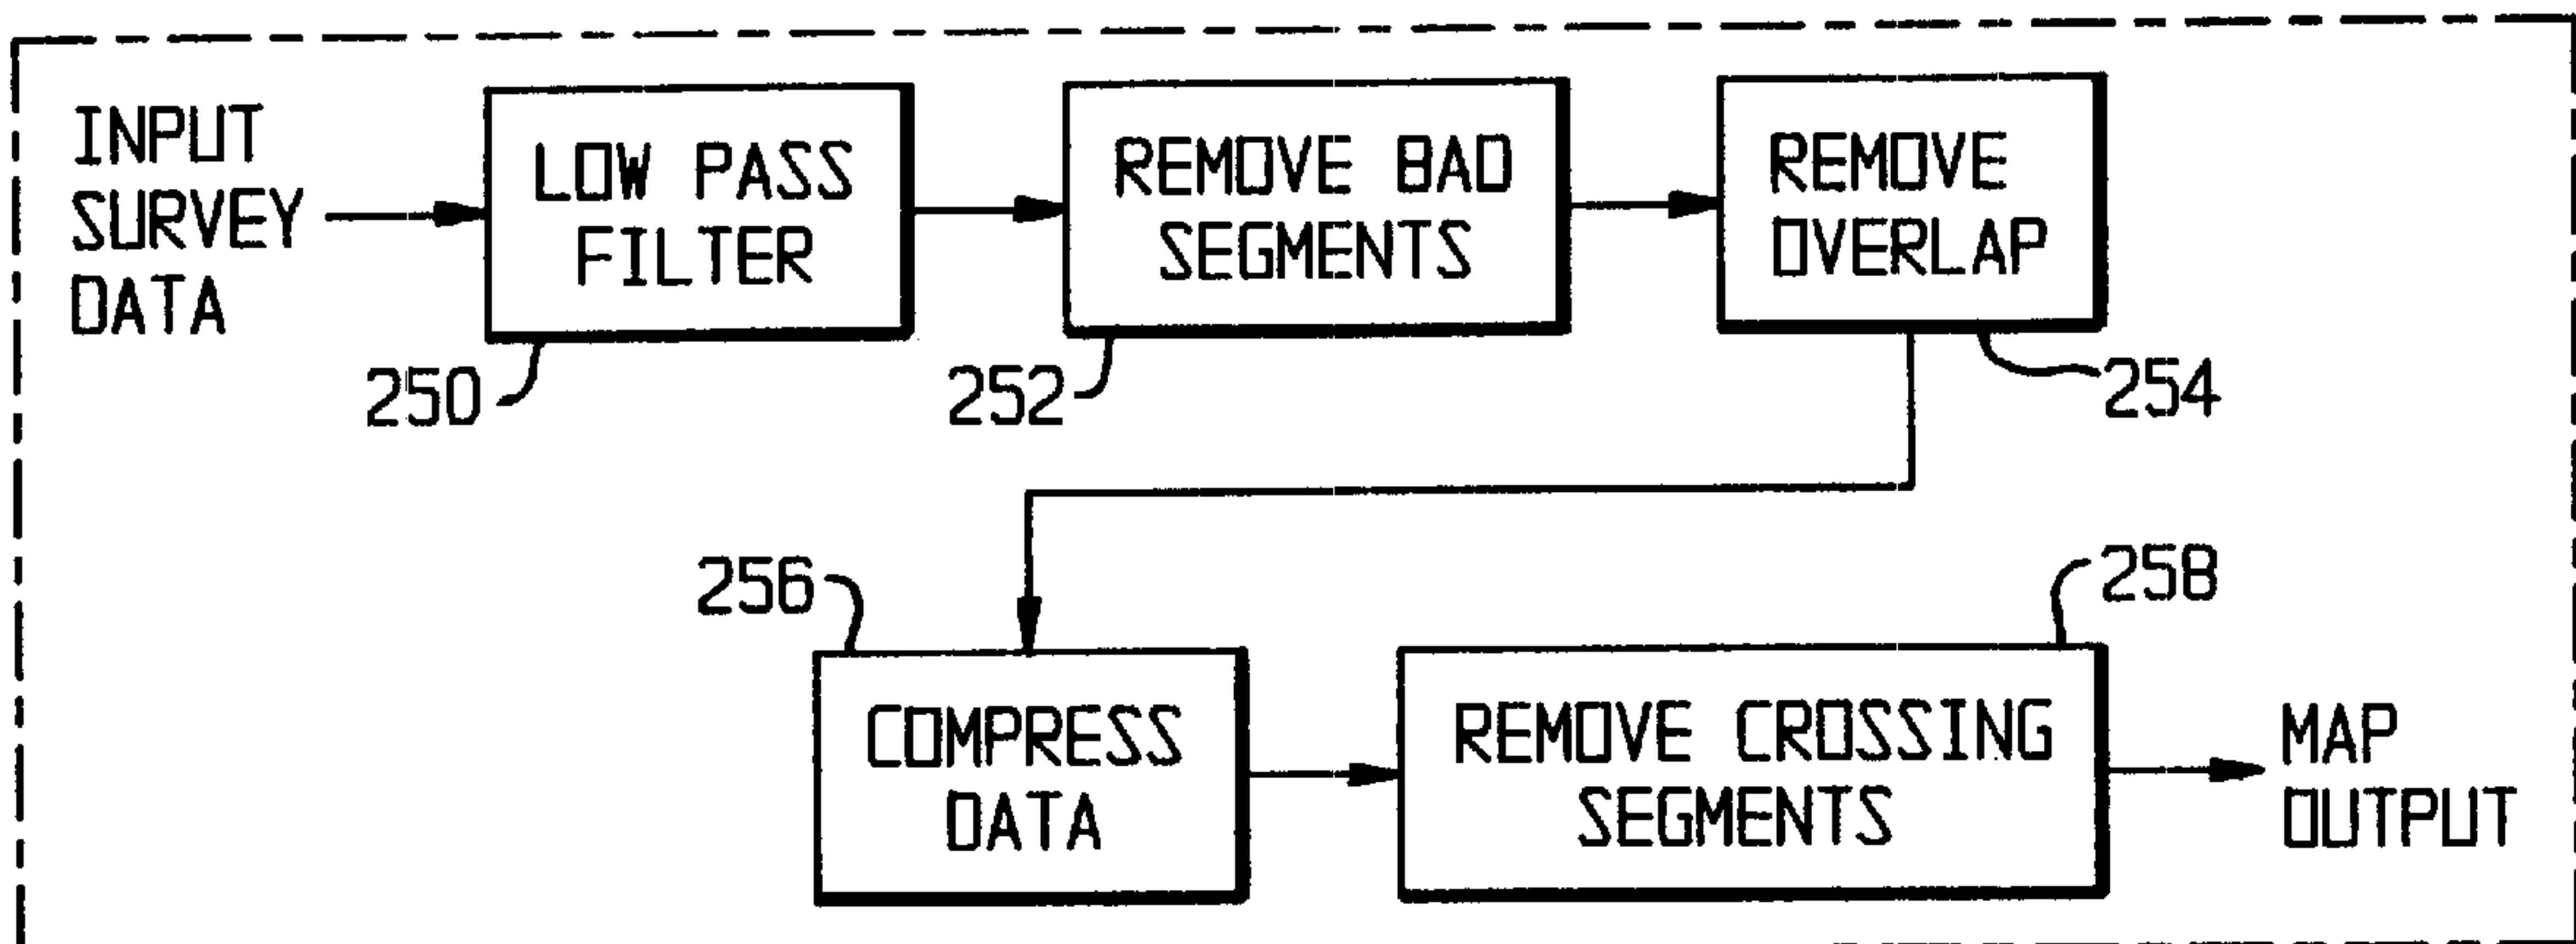 INPUT
SURVEY
DATA
LOW PASS
FILTER
250
REMOVE BAD
SEGMENTS
252
REMOVE
OVERLAP
254
256
COMPRESS
DATA
258
REMOVE CROSSING
SEGMENTS
MAP
OUTPUT